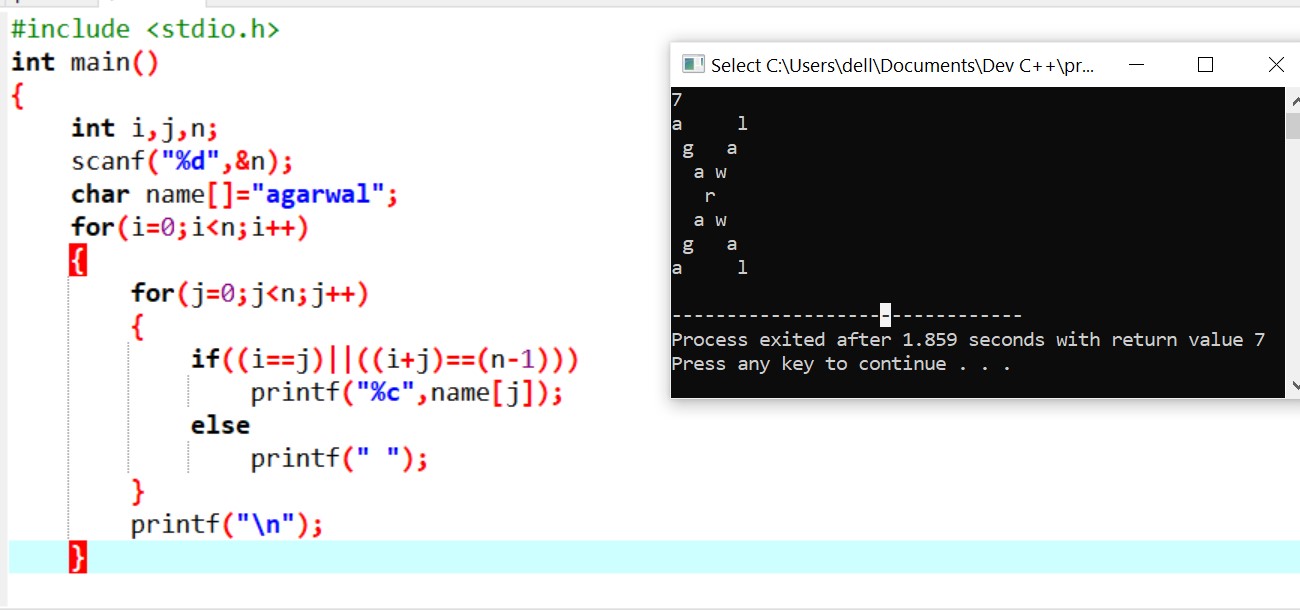 #include <stdio.h>
int main()
{
    int i,j,n;
    scanf("%d",&n);
    char name[]="agarwal";
    for(i=0;i<n;i++)
    {
        for(j=0;j<n;j++)
        {
            if((i==j)||((i+j)==(n-1)))
                printf("%c",name[j]);
            else
                printf(" ");
        }
        printf("\n");
    }
Select C:\Users\dell\Documents\Dev C++\pr...
7
a     l
 g   a
  a w
   r
  a w
 g   a
a     l
--------------------------------
Process exited after 1.859 seconds with return value 7
Press any key to continue . . .